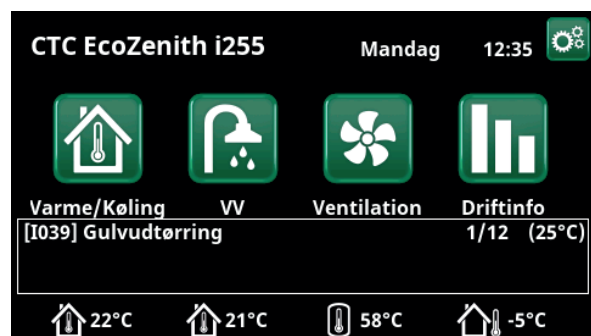 CTC EcoZenith i255 Mandag 12:35
Varme/Køling VV Ventilation Driftinfo
[I039] Gulvudtørring 1/12 (25°C)
22°C 21°C 58°C -5°C